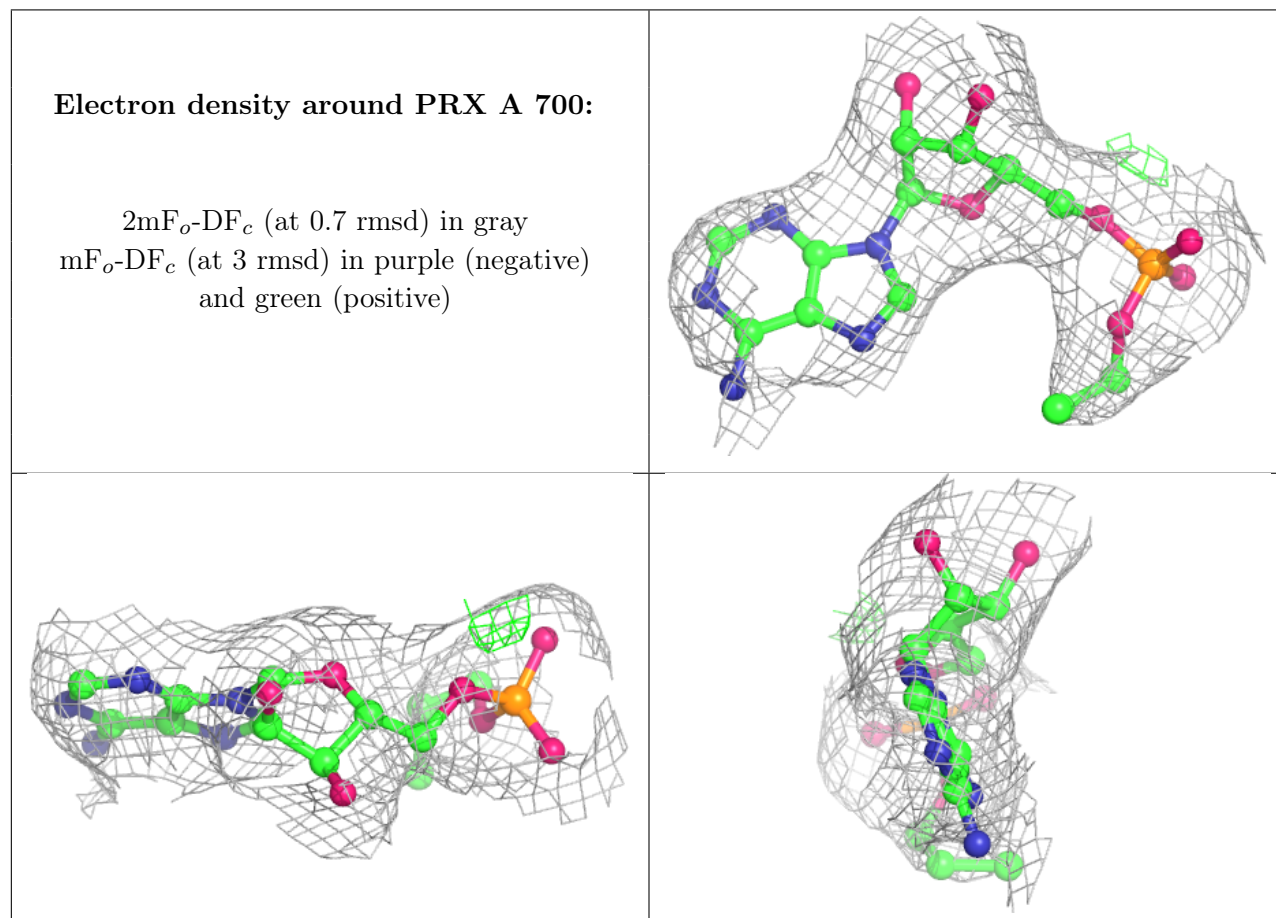 Electron density around PRX A 700:
2mFo-DFc (at 0.7 rmsd) in gray
mFo-DFc (at 3 rmsd) in purple (negative)
and green (positive)